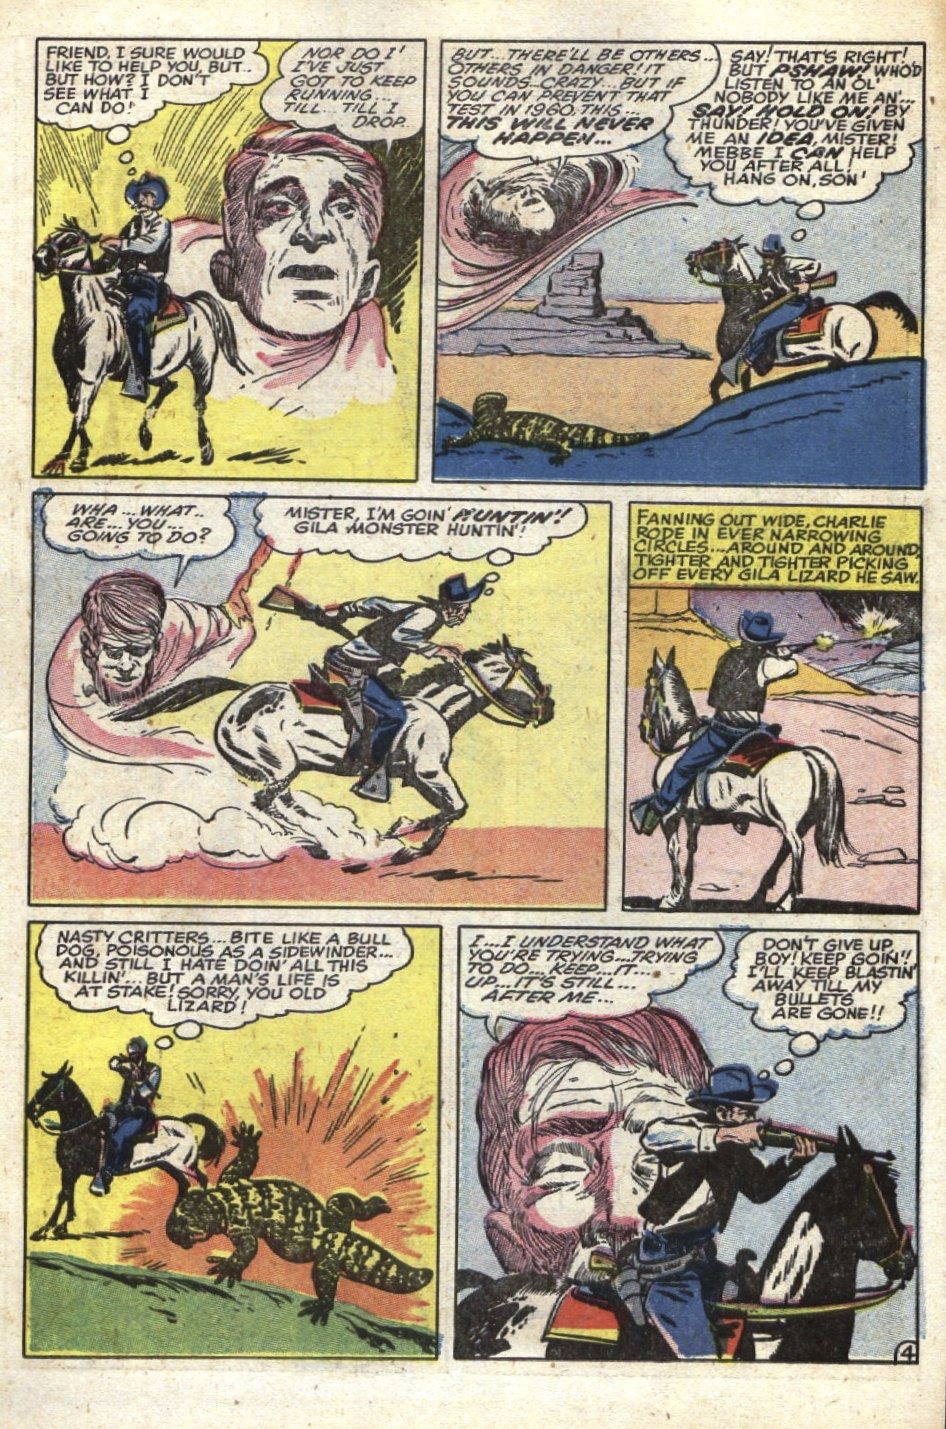 FRIEND, I SURE WOULD
LIKE TO HELP YOU, BUT..
BUT HOW? I DON'T
SEE WHAT I
CAN DO!
NOR DO I!
I'VE JUST
GOT TO KEEP
RUNNING...
TILL... TILL I
DROP.
BUT... THERE'LL BE OTHERS...
OTHERS IN DANGER! IT
SOUNDS CRAZY... BUT IF
YOU CAN PREVENT THAT
TEST IN 1960, THIS...
THIS WILL NEVER
HAPPEN...
SAY! THAT'S RIGHT!
BUT PSHAW! WHO'D
LISTEN TO AN OL'
NOBODY LIKE ME AN'...
SAY! HOLD ON! BY
THUNDER! YOU'VE GIVEN
ME AN IDEA, MISTER!
MEBBE I CAN HELP
YOU AFTER ALL!
HANG ON, SON!
WHA... WHAT..
ARE... YOU...
GOING TO DO?
MISTER, I'M GOIN' A'UNTIN'!
GILA MONSTER HUNTIN'!
FANNING OUT WIDE, CHARLIE
RODE IN EVER NARROWING
CIRCLES... AROUND AND AROUND,
TIGHTER AND TIGHTER PICKING
OFF EVERY GILA LIZARD HE SAW.
NASTY CRITTERS... BITE LIKE A BULL
DOG, POISONOUS AS A SIDEWINDER...
AND STILL I HATE DOIN' ALL THIS
KILLIN'... BUT A MAN'S LIFE IS
AT STAKE! SORRY, YOU OLD
LIZARD!
I... I UNDERSTAND WHAT
YOU'RE TRYING... TRYING
TO DO... KEEP... IT...
UP... IT'S STILL...
AFTER ME...
DON'T GIVE UP,
BOY! KEEP GOIN'!
I'LL KEEP BLASTIN'
AWAY TILL MY
BULLETS
ARE GONE!!
4